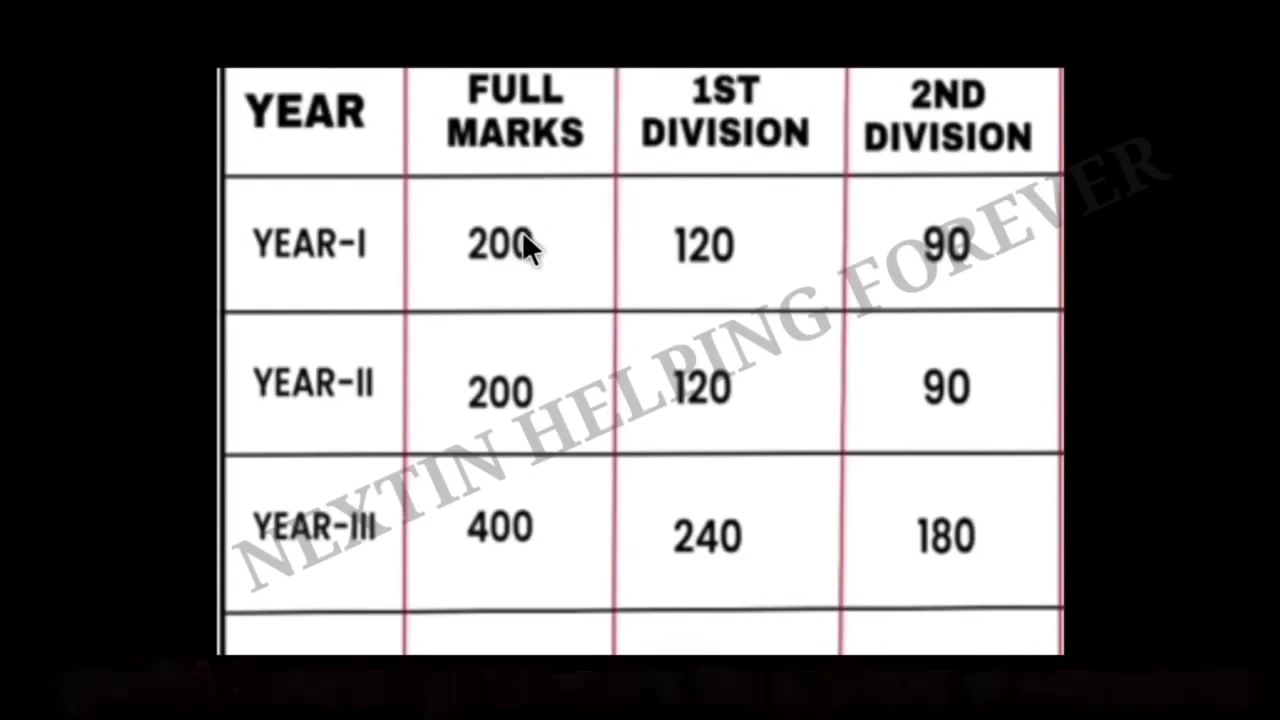 YEAR FULL MARKS 1ST DIVISION 2ND DIVISION
YEAR-I 200 120 90
YEAR-II 200 120 90
YEAR-III 400 240 180
NEXTIN HELPING FOREVER